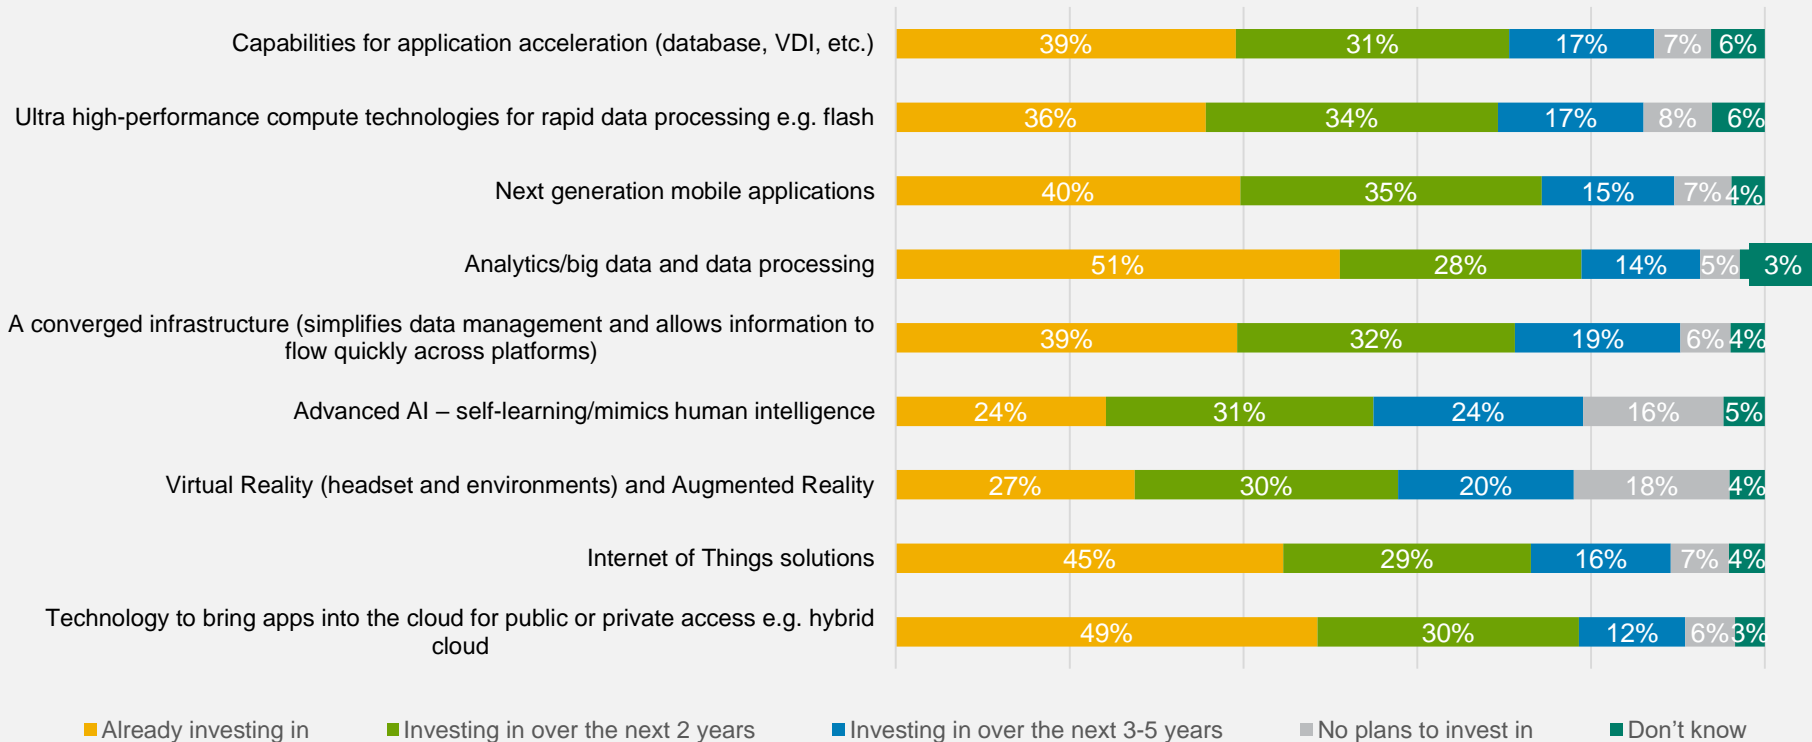 Capabilities for application acceleration (database, VDI, etc.)
39% 31% 17% 7% 6%
Ultra high-performance compute technologies for rapid data processing e.g. flash
36% 34% 17% 8% 6%
Next generation mobile applications
40% 35% 15% 7% 4%
Analytics/big data and data processing
51% 28% 14% 5% 3%
A converged infrastructure (simplifies data management and allows information to
flow quickly across platforms)
39% 32% 19% 6% 4%
Advanced AI – self-learning/mimics human intelligence
24% 31% 24% 16% 5%
Virtual Reality (headset and environments) and Augmented Reality
27% 30% 20% 18% 4%
Internet of Things solutions
45% 29% 16% 7% 4%
Technology to bring apps into the cloud for public or private access e.g. hybrid
cloud
49% 30% 12% 6% 3%
Already investing in Investing in over the next 2 years Investing in over the next 3-5 years No plans to invest in Don’t know